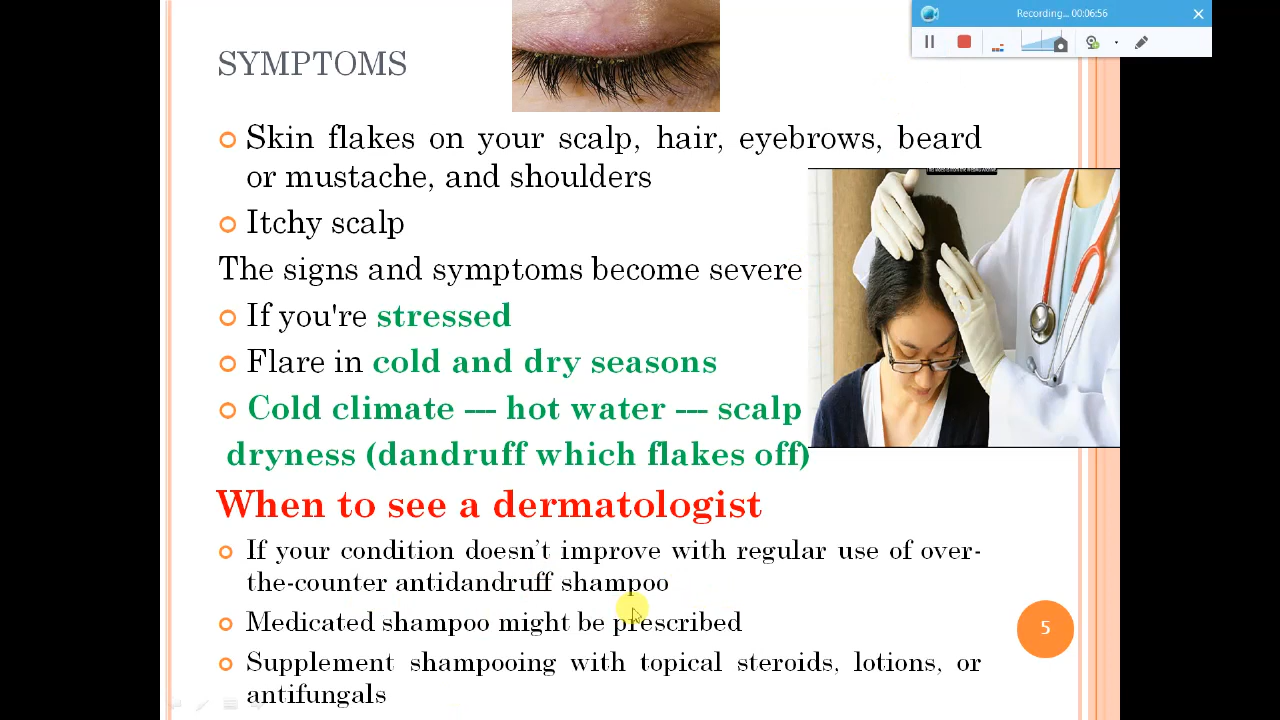 Recording... 00:06:56
SYMPTOMS
Skin flakes on your scalp, hair, eyebrows, beard
or mustache, and shoulders
Itchy scalp
The signs and symptoms become severe
If you're stressed
Flare in cold and dry seasons
Cold climate --- hot water --- scalp
dryness (dandruff which flakes off)
When to see a dermatologist
If your condition doesn't improve with regular use of over-
the-counter antidandruff shampoo
Medicated shampoo might be prescribed
5
Supplement shampooing with topical steroids, lotions, or
antifungals